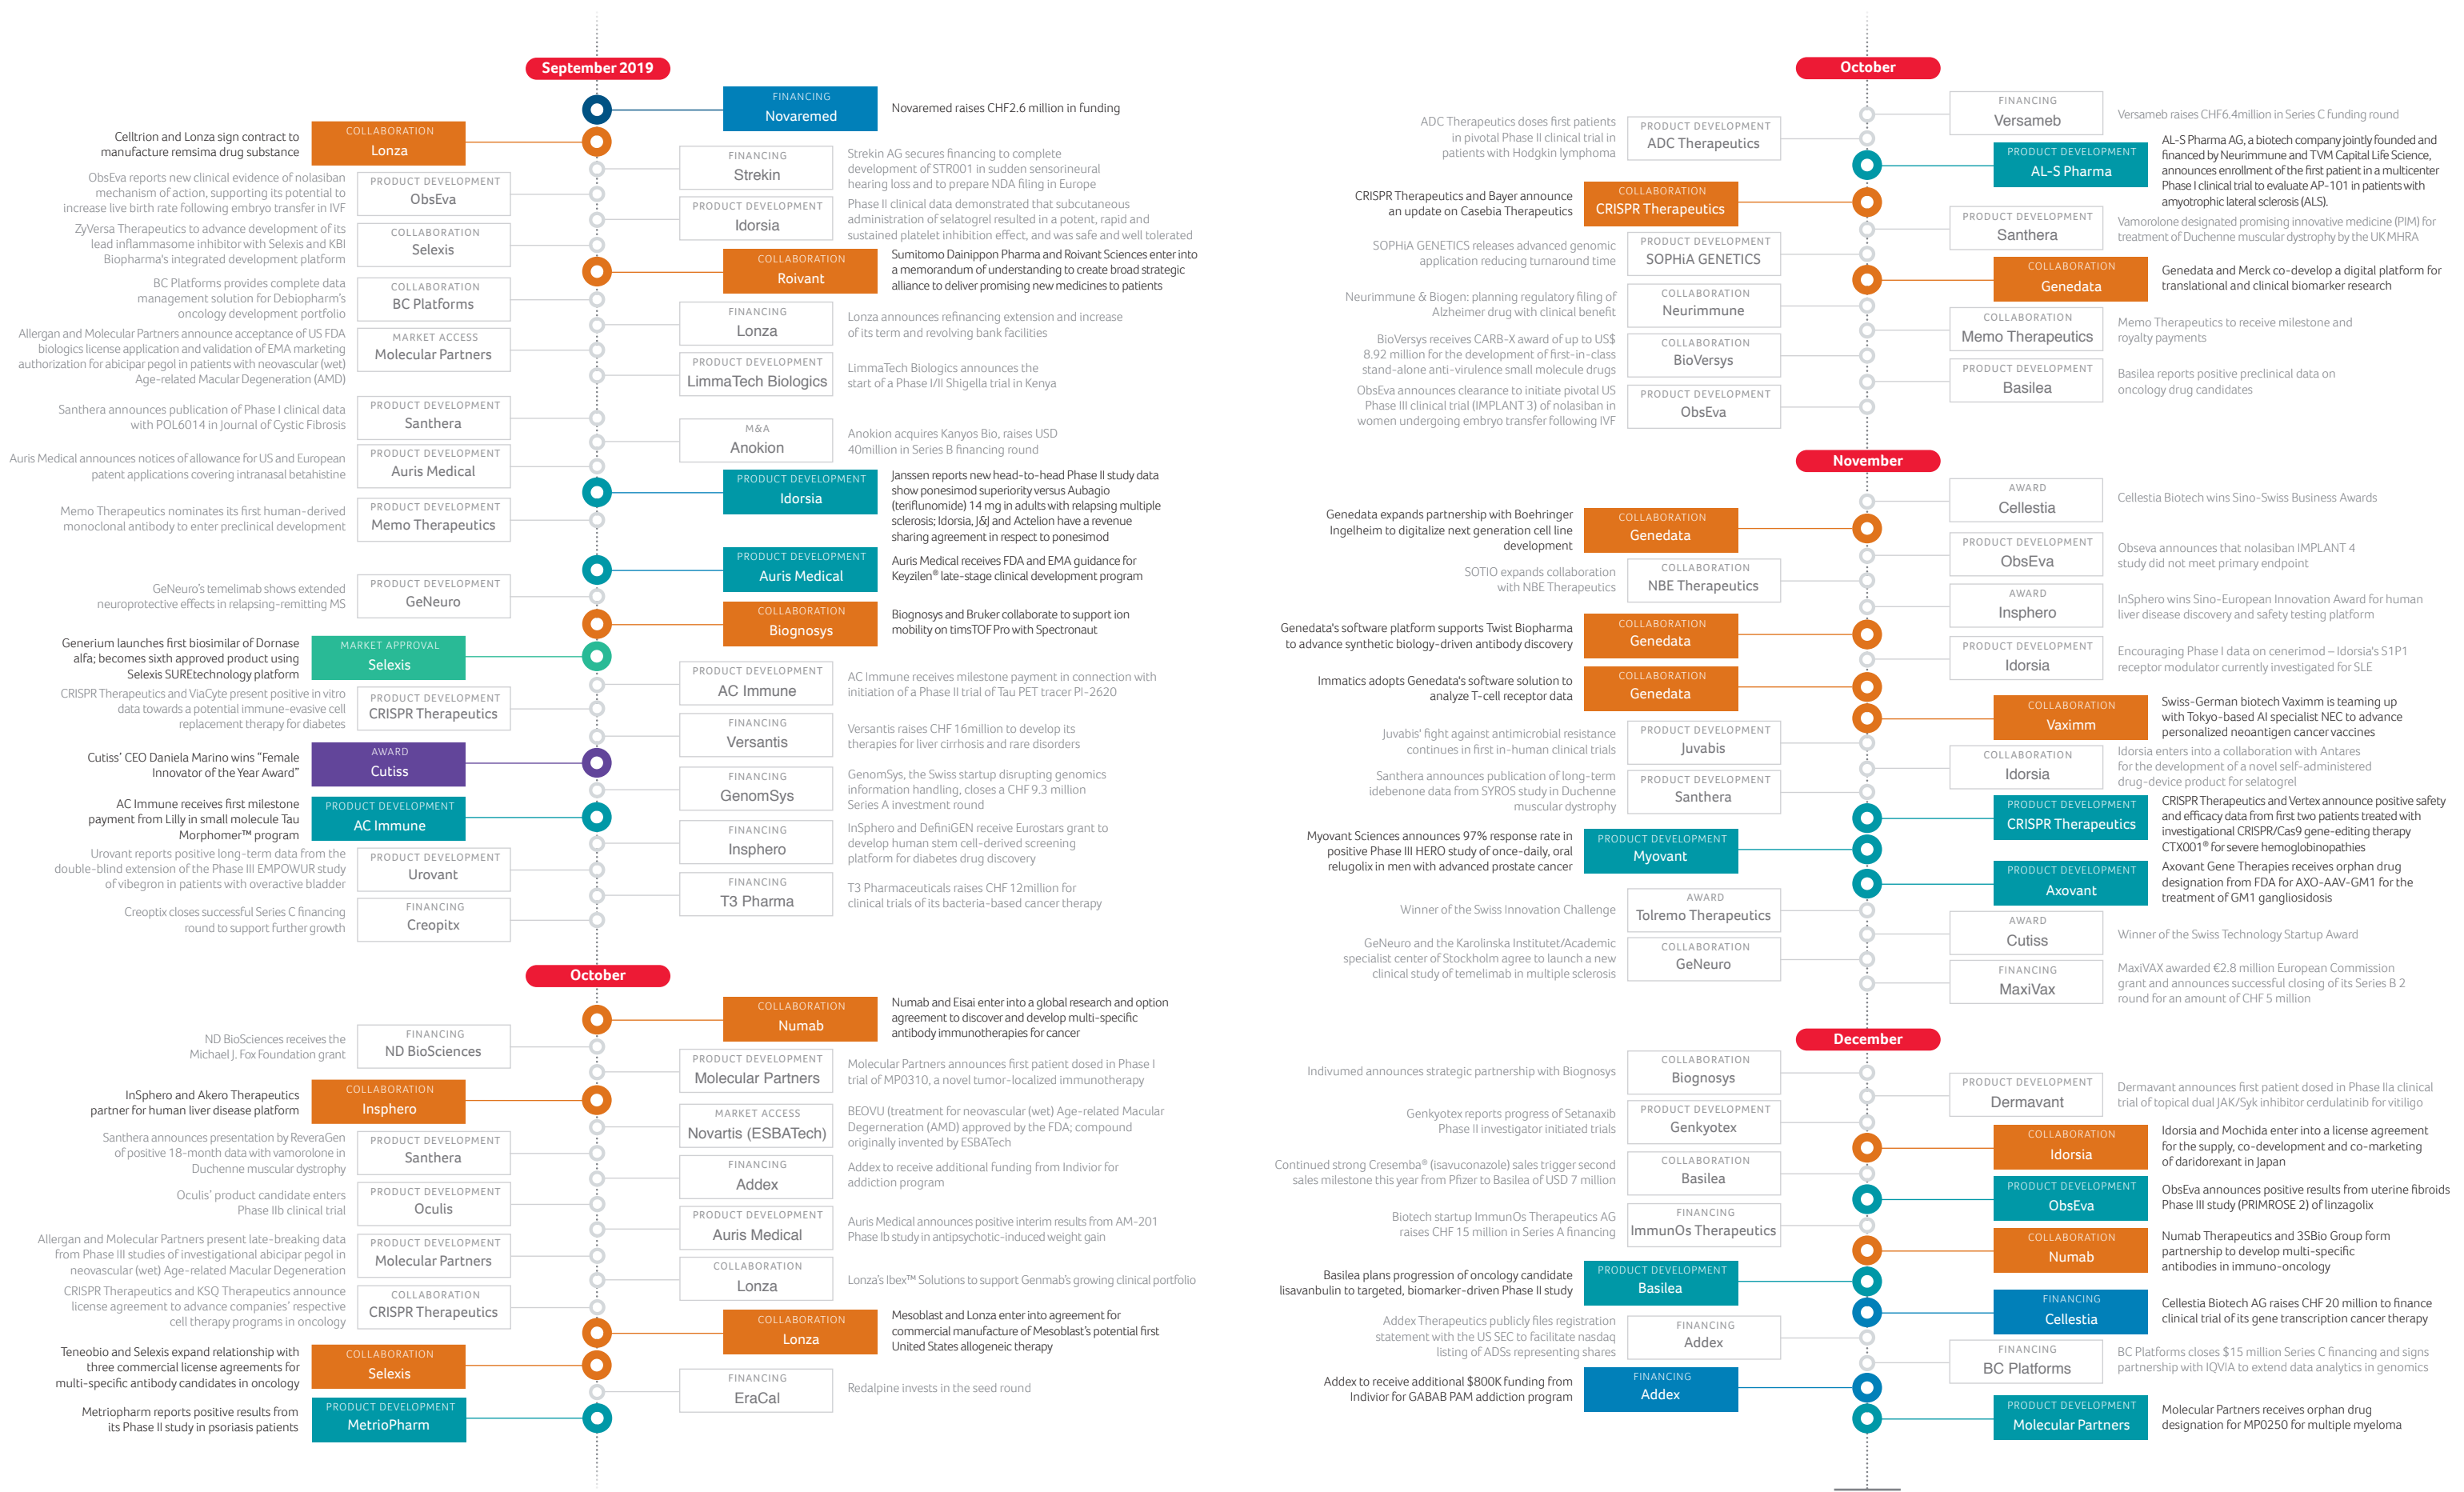 September 2019
FINANCING
Novaremed
Novaremed raises CHF2.6 million in funding
Celltrion and Lonza sign contract to
manufacture remsima drug substance
COLLABORATION
Lonza
FINANCING
Strekin
Strekin AG secures financing to complete
development of STR001 in sudden sensorineural
hearing loss and to prepare NDA filing in Europe
ObsEva reports new clinical evidence of nolasiban
mechanism of action, supporting its potential to
increase live birth rate following embryo transfer in IVF
PRODUCT DEVELOPMENT
ObsEva
PRODUCT DEVELOPMENT
Idorsia
Phase II clinical data demonstrated that subcutaneous
administration of selatogrel resulted in a potent, rapid and
sustained platelet inhibition effect, and was safe and well tolerated
ZyVersa Therapeutics to advance development of its
lead inflammasome inhibitor with Selexis and KBI
Biopharma's integrated development platform
COLLABORATION
Selexis
COLLABORATION
Roivant
Sumitomo Dainippon Pharma and Roivant Sciences enter into
a memorandum of understanding to create broad strategic
alliance to deliver promising new medicines to patients
BC Platforms provides complete data
management solution for Debiopharm's
oncology development portfolio
COLLABORATION
BC Platforms
FINANCING
Lonza
Lonza announces refinancing extension and increase
of its term and revolving bank facilities
Allergan and Molecular Partners announce acceptance of US FDA
biologics license application and validation of EMA marketing
authorization for abicipar pegol in patients with neovascular (wet)
Age-related Macular Degeneration (AMD)
MARKET ACCESS
Molecular Partners
PRODUCT DEVELOPMENT
LimmaTech Biologics
LimmaTech Biologics announces the
start of a Phase I/II Shigella trial in Kenya
Santhera announces publication of Phase I clinical data
with POL6014 in Journal of Cystic Fibrosis
PRODUCT DEVELOPMENT
Santhera
M&A
Anokion
Anokion acquires Kanyos Bio, raises USD
40million in Series B financing round
Auris Medical announces notices of allowance for US and European
patent applications covering intranasal betahistine
PRODUCT DEVELOPMENT
Auris Medical
PRODUCT DEVELOPMENT
Idorsia
Janssen reports new head-to-head Phase II study data
show ponesimod superiority versus Aubagio
(teriflunomide) 14 mg in adults with relapsing multiple
sclerosis; Idorsia, J&J and Actelion have a revenue
sharing agreement in respect to ponesimod
Memo Therapeutics nominates its first human-derived
monoclonal antibody to enter preclinical development
PRODUCT DEVELOPMENT
Memo Therapeutics
PRODUCT DEVELOPMENT
Auris Medical
Auris Medical receives FDA and EMA guidance for
Keyzilen® late-stage clinical development program
GeNeuro's temelimab shows extended
neuroprotective effects in relapsing-remitting MS
PRODUCT DEVELOPMENT
GeNeuro
COLLABORATION
Biognosys
Biognosys and Bruker collaborate to support ion
mobility on timsTOF Pro with Spectronaut
Generium launches first biosimilar of Dornase
alfa; becomes sixth approved product using
Selexis SUREtechnology platform
MARKET APPROVAL
Selexis
PRODUCT DEVELOPMENT
AC Immune
AC Immune receives milestone payment in connection with
initiation of a Phase II trial of Tau PET tracer PI-2620
CRISPR Therapeutics and ViaCyte present positive in vitro
data towards a potential immune-evasive cell
replacement therapy for diabetes
PRODUCT DEVELOPMENT
CRISPR Therapeutics
FINANCING
Versantis
Versantis raises CHF 16million to develop its
therapies for liver cirrhosis and rare disorders
Cutiss' CEO Daniela Marino wins "Female
Innovator of the Year Award"
AWARD
Cutiss
FINANCING
GenomSys
GenomSys, the Swiss startup disrupting genomics
information handling, closes a CHF 9.3 million
Series A investment round
AC Immune receives first milestone
payment from Lilly in small molecule Tau
Morphomer™ program
PRODUCT DEVELOPMENT
AC Immune
FINANCING
Insphero
InSphero and DefiniGEN receive Eurostars grant to
develop human stem cell-derived screening
platform for diabetes drug discovery
Urovant reports positive long-term data from the
double-blind extension of the Phase III EMPOWUR study
of vibegron in patients with overactive bladder
PRODUCT DEVELOPMENT
Urovant
FINANCING
T3 Pharma
T3 Pharmaceuticals raises CHF 12million for
clinical trials of its bacteria-based cancer therapy
Creoptix closes successful Series C financing
round to support further growth
FINANCING
Creopitx
October
COLLABORATION
Numab
Numab and Eisai enter into a global research and option
agreement to discover and develop multi-specific
antibody immunotherapies for cancer
ND BioSciences receives the
Michael J. Fox Foundation grant
FINANCING
ND BioSciences
PRODUCT DEVELOPMENT
Molecular Partners
Molecular Partners announces first patient dosed in Phase I
trial of MP0310, a novel tumor-localized immunotherapy
InSphero and Akero Therapeutics
partner for human liver disease platform
COLLABORATION
Insphero
MARKET ACCESS
Novartis (ESBATech)
BEOVU (treatment for neovascular (wet) Age-related Macular
Degerneration (AMD) approved by the FDA; compound
originally invented by ESBATech
Santhera announces presentation by ReveraGen
of positive 18-month data with vamorolone in
Duchenne muscular dystrophy
PRODUCT DEVELOPMENT
Santhera
FINANCING
Addex
Addex to receive additional funding from Indivior for
addiction program
Oculis' product candidate enters
Phase IIb clinical trial
PRODUCT DEVELOPMENT
Oculis
PRODUCT DEVELOPMENT
Auris Medical
Auris Medical announces positive interim results from AM-201
Phase Ib study in antipsychotic-induced weight gain
Allergan and Molecular Partners present late-breaking data
from Phase III studies of investigational abicipar pegol in
neovascular (wet) Age-related Macular Degeneration
PRODUCT DEVELOPMENT
Molecular Partners
COLLABORATION
Lonza
Lonza's Ibex™ Solutions to support Genmab's growing clinical portfolio
CRISPR Therapeutics and KSQ Therapeutics announce
license agreement to advance companies' respective
cell therapy programs in oncology
COLLABORATION
CRISPR Therapeutics
COLLABORATION
Lonza
Mesoblast and Lonza enter into agreement for
commercial manufacture of Mesoblast's potential first
United States allogeneic therapy
Teneobio and Selexis expand relationship with
three commercial license agreements for
multi-specific antibody candidates in oncology
COLLABORATION
Selexis
FINANCING
EraCal
Redalpine invests in the seed round
Metriopharm reports positive results from
its Phase II study in psoriasis patients
PRODUCT DEVELOPMENT
MetrioPharm
October
FINANCING
Versameb
Versameb raises CHF6.4million in Series C funding round
ADC Therapeutics doses first patients
in pivotal Phase II clinical trial in
patients with Hodgkin lymphoma
PRODUCT DEVELOPMENT
ADC Therapeutics
PRODUCT DEVELOPMENT
AL-S Pharma
AL-S Pharma AG, a biotech company jointly founded and
financed by Neurimmune and TVM Capital Life Science,
announces enrollment of the first patient in a multicenter
Phase I clinical trial to evaluate AP-101 in patients with
amyotrophic lateral sclerosis (ALS).
CRISPR Therapeutics and Bayer announce
an update on Casebia Therapeutics
COLLABORATION
CRISPR Therapeutics
PRODUCT DEVELOPMENT
Santhera
Vamorolone designated promising innovative medicine (PIM) for
treatment of Duchenne muscular dystrophy by the UK MHRA
SOPHiA GENETICS releases advanced genomic
application reducing turnaround time
PRODUCT DEVELOPMENT
SOPHiA GENETICS
COLLABORATION
Genedata
Genedata and Merck co-develop a digital platform for
translational and clinical biomarker research
Neurimmune & Biogen: planning regulatory filing of
Alzheimer drug with clinical benefit
COLLABORATION
Neurimmune
COLLABORATION
Memo Therapeutics
Memo Therapeutics to receive milestone and
royalty payments
BioVersys receives CARB-X award of up to US$
8.92 million for the development of first-in-class
stand-alone anti-virulence small molecule drugs
COLLABORATION
BioVersys
PRODUCT DEVELOPMENT
Basilea
Basilea reports positive preclinical data on
oncology drug candidates
ObsEva announces clearance to initiate pivotal US
Phase III clinical trial (IMPLANT 3) of nolasiban in
women undergoing embryo transfer following IVF
PRODUCT DEVELOPMENT
ObsEva
November
AWARD
Cellestia
Cellestia Biotech wins Sino-Swiss Business Awards
Genedata expands partnership with Boehringer
Ingelheim to digitalize next generation cell line
development
COLLABORATION
Genedata
PRODUCT DEVELOPMENT
ObsEva
Obseva announces that nolasiban IMPLANT 4
study did not meet primary endpoint
SOTIO expands collaboration
with NBE Therapeutics
COLLABORATION
NBE Therapeutics
AWARD
Insphero
InSphero wins Sino-European Innovation Award for human
liver disease discovery and safety testing platform
Genedata's software platform supports Twist Biopharma
to advance synthetic biology-driven antibody discovery
COLLABORATION
Genedata
PRODUCT DEVELOPMENT
Idorsia
Encouraging Phase I data on cenerimod – Idorsia's S1P1
receptor modulator currently investigated for SLE
Immatics adopts Genedata's software solution to
analyze T-cell receptor data
COLLABORATION
Genedata
COLLABORATION
Vaximm
Swiss-German biotech Vaximm is teaming up
with Tokyo-based AI specialist NEC to advance
personalized neoantigen cancer vaccines
Juvabis' fight against antimicrobial resistance
continues in first in-human clinical trials
PRODUCT DEVELOPMENT
Juvabis
COLLABORATION
Idorsia
Idorsia enters into a collaboration with Antares
for the development of a novel self-administered
drug-device product for selatogrel
Santhera announces publication of long-term
idebenone data from SYROS study in Duchenne
muscular dystrophy
PRODUCT DEVELOPMENT
Santhera
PRODUCT DEVELOPMENT
CRISPR Therapeutics
CRISPR Therapeutics and Vertex announce positive safety
and efficacy data from first two patients treated with
investigational CRISPR/Cas9 gene-editing therapy
CTX001® for severe hemoglobinopathies
Myovant Sciences announces 97% response rate in
positive Phase III HERO study of once-daily, oral
relugolix in men with advanced prostate cancer
PRODUCT DEVELOPMENT
Myovant
PRODUCT DEVELOPMENT
Axovant
Axovant Gene Therapies receives orphan drug
designation from FDA for AXO-AAV-GM1 for the
treatment of GM1 gangliosidosis
Winner of the Swiss Innovation Challenge
AWARD
Tolremo Therapeutics
AWARD
Cutiss
Winner of the Swiss Technology Startup Award
GeNeuro and the Karolinska Institutet/Academic
specialist center of Stockholm agree to launch a new
clinical study of temelimab in multiple sclerosis
COLLABORATION
GeNeuro
FINANCING
MaxiVax
MaxiVAX awarded €2.8 million European Commission
grant and announces successful closing of its Series B 2
round for an amount of CHF 5 million
December
Indivumed announces strategic partnership with Biognosys
COLLABORATION
Biognosys
PRODUCT DEVELOPMENT
Dermavant
Dermavant announces first patient dosed in Phase IIa clinical
trial of topical dual JAK/Syk inhibitor cerdulatinib for vitiligo
Genkyotex reports progress of Setanaxib
Phase II investigator initiated trials
PRODUCT DEVELOPMENT
Genkyotex
COLLABORATION
Idorsia
Idorsia and Mochida enter into a license agreement
for the supply, co-development and co-marketing
of daridorexant in Japan
Continued strong Cresemba® (isavuconazole) sales trigger second
sales milestone this year from Pfizer to Basilea of USD 7 million
COLLABORATION
Basilea
PRODUCT DEVELOPMENT
ObsEva
ObsEva announces positive results from uterine fibroids
Phase III study (PRIMROSE 2) of linzagolix
Biotech startup ImmunOs Therapeutics AG
raises CHF 15 million in Series A financing
FINANCING
ImmunOs Therapeutics
COLLABORATION
Numab
Numab Therapeutics and 3SBio Group form
partnership to develop multi-specific
antibodies in immuno-oncology
Basilea plans progression of oncology candidate
lisavanbulin to targeted, biomarker-driven Phase II study
PRODUCT DEVELOPMENT
Basilea
FINANCING
Cellestia
Cellestia Biotech AG raises CHF 20 million to finance
clinical trial of its gene transcription cancer therapy
Addex Therapeutics publicly files registration
statement with the US SEC to facilitate nasdaq
listing of ADSs representing shares
FINANCING
Addex
FINANCING
BC Platforms
BC Platforms closes $15 million Series C financing and signs
partnership with IQVIA to extend data analytics in genomics
Addex to receive additional $800K funding from
Indivior for GABAB PAM addiction program
FINANCING
Addex
PRODUCT DEVELOPMENT
Molecular Partners
Molecular Partners receives orphan drug
designation for MP0250 for multiple myeloma